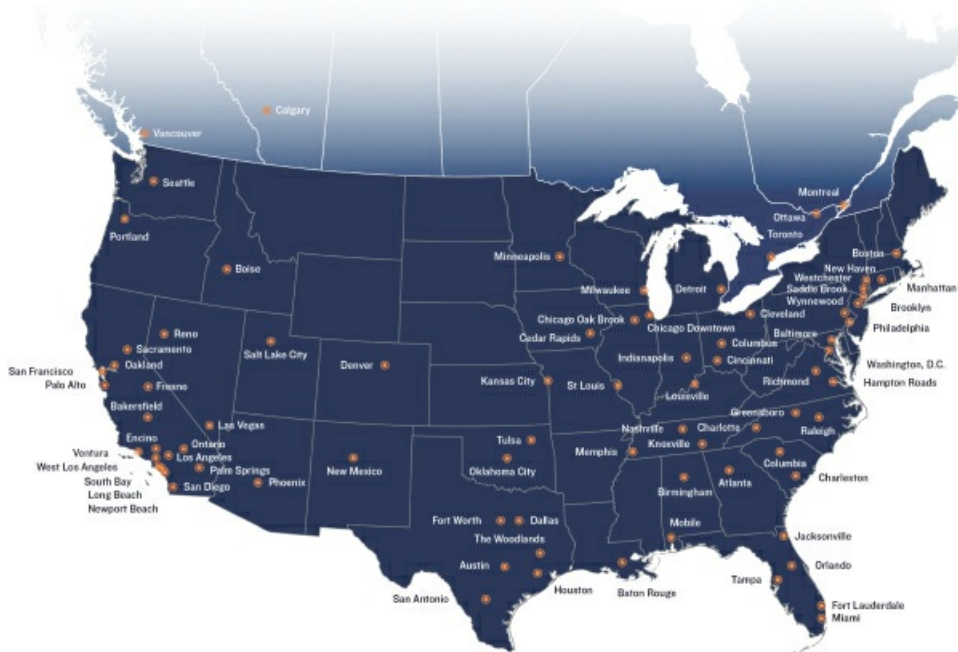 Calgary
Vancouver
Seattle
Montreal
Ottawa
Portland
Toronto
Boston
Minneapolis
New Haven
Boise
Westchester
Manhattan
Milwaukee
Detroit
Saddle Brook
Wynnewood
Brooklyn
Chicago Oak Brook
Cleveland
Chicago Downtown
Philadelphia
Reno
Cedar Rapids
Baltimore
Salt Lake City
Columbus
Sacramento
Indianapolis
Cincinnati
Oakland
Denver
Washington, D.C.
San Francisco
Kansas City
St Louis
Richmond
Hampton Roads
Palo Alto
Fresno
Louisville
Bakersfield
Greensboro
Las Vegas
Nashville
Charlotte
Raleigh
Encino
Tulsa
Knoxville
Ontario
Ventura
Los Angeles
Oklahoma City
Memphis
Columbia
West Los Angeles
Palm Springs
New Mexico
Atlanta
Charleston
South Bay
San Diego
Phoenix
Birmingham
Long Beach
Newport Beach
Fort Worth
Dallas
Mobile
The Woodlands
Jacksonville
Austin
Orlando
Tampa
Houston
Baton Rouge
San Antonio
Fort Lauderdale
Miami